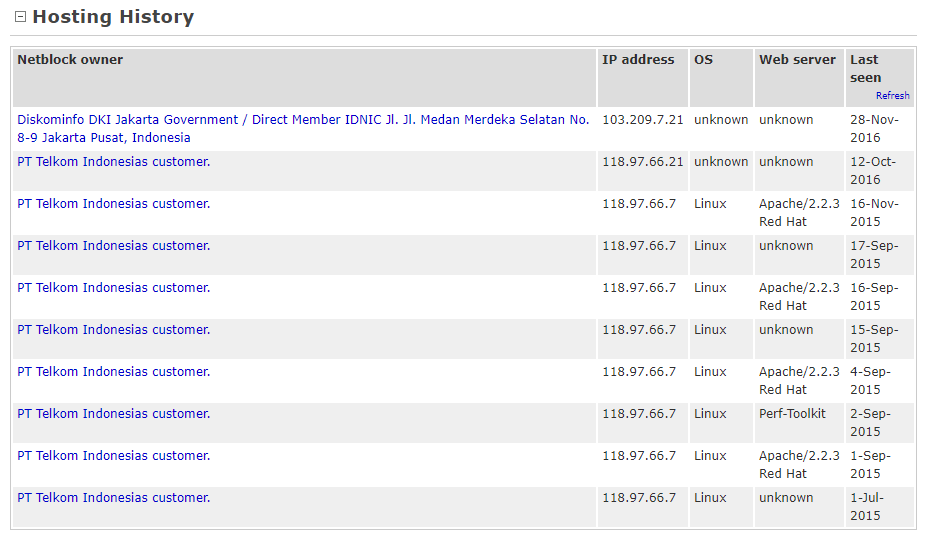 Hosting History
Netblock owner IP address OS Web server Last
seen
Refresh
Diskominfo DKI Jakarta Government / Direct Member IDNIC Jl. Jl. Medan Merdeka Selatan No. 103.209.7.21 unknown unknown 28-Nov-
8-9 Jakarta Pusat, Indonesia 2016
PT Telkom Indonesias customer. 118.97.66.21 unknown unknown 12-Oct-
2016
PT Telkom Indonesias customer. 118.97.66.7 Linux Apache/2.2.3 16-Nov-
Red Hat 2015
PT Telkom Indonesias customer. 118.97.66.7 Linux unknown 17-Sep-
2015
PT Telkom Indonesias customer. 118.97.66.7 Linux Apache/2.2.3 16-Sep-
Red Hat 2015
PT Telkom Indonesias customer. 118.97.66.7 Linux unknown 15-Sep-
2015
PT Telkom Indonesias customer. 118.97.66.7 Linux Apache/2.2.3 4-Sep-
Red Hat 2015
PT Telkom Indonesias customer. 118.97.66.7 Linux Perf-Toolkit 2-Sep-
2015
PT Telkom Indonesias customer. 118.97.66.7 Linux Apache/2.2.3 1-Sep-
Red Hat 2015
PT Telkom Indonesias customer. 118.97.66.7 Linux unknown 1-Jul-
2015